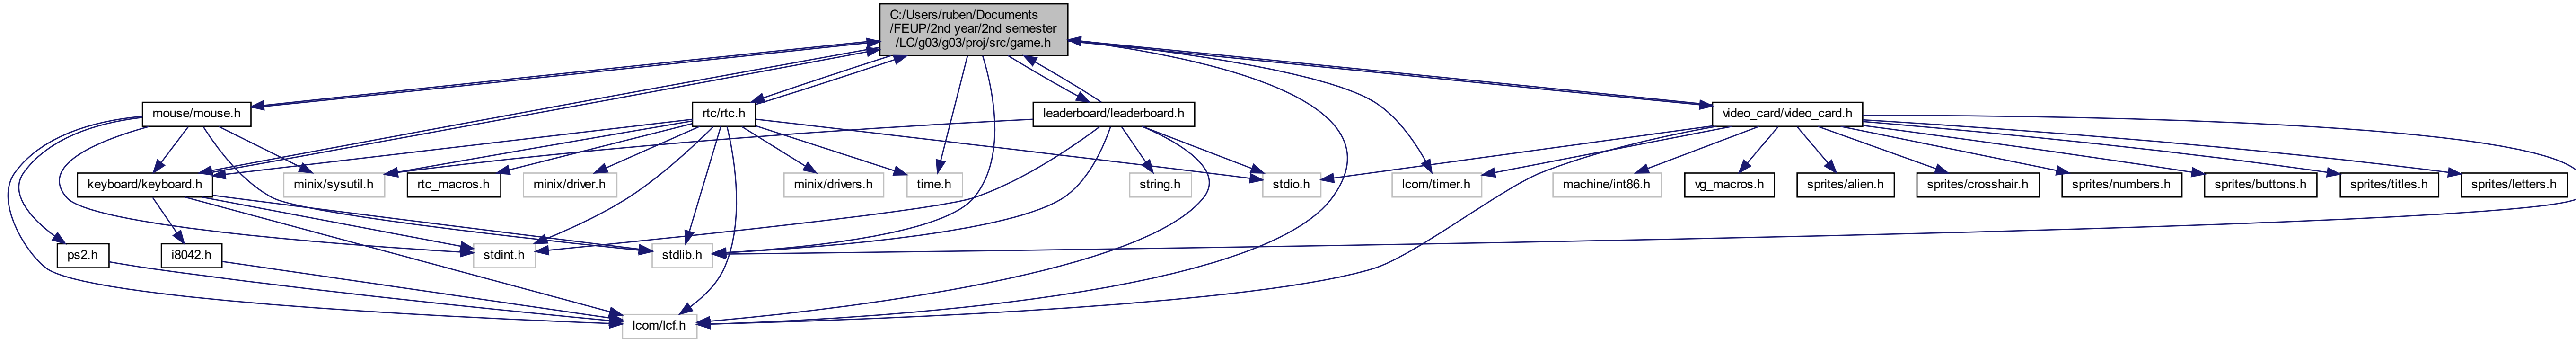 C:/Users/ruben/Documents
/FEUP/2nd year/2nd semester
/LC/g03/g03/proj/src/game.h
mouse/mouse.h
rtc/rtc.h
leaderboard/leaderboard.h
video_card/video_card.h
keyboard/keyboard.h
minix/sysutil.h
rtc_macros.h
minix/driver.h
minix/drivers.h
time.h
string.h
stdio.h
lcom/timer.h
machine/int86.h
vg_macros.h
sprites/alien.h
sprites/crosshair.h
sprites/numbers.h
sprites/buttons.h
sprites/titles.h
sprites/letters.h
ps2.h
i8042.h
stdint.h
stdlib.h
lcom/lcf.h